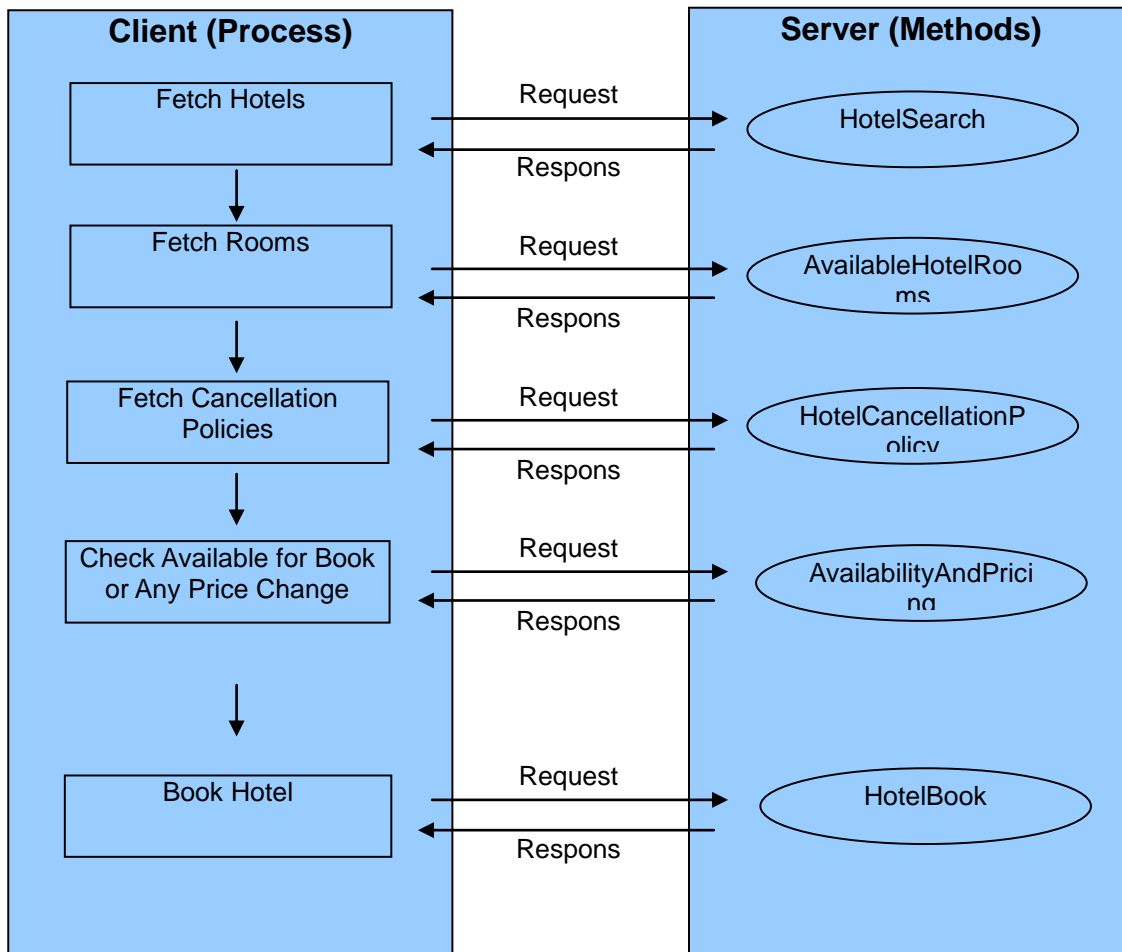 Client (Process)
Server (Methods)
Fetch Hotels
Request
Respons
HotelSearch
Fetch Rooms
Request
Respons
AvailableHotelRoo
ms
Fetch Cancellation
Policies
Request
Respons
HotelCancellationP
olicy
Check Available for Book
or Any Price Change
Request
Respons
AvailabilityAndPrici
ng
Book Hotel
Request
Respons
HotelBook